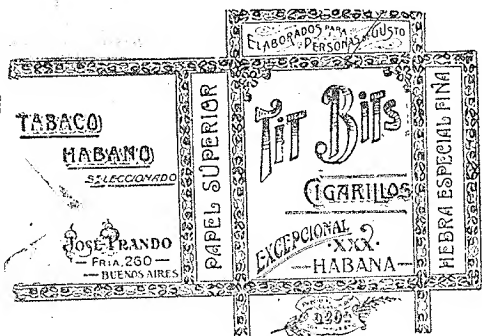 ELABORADOS PARA
PERSONAS GUSTO
TABACO
HABANO
SELECCIONADO
JOSÉ PRANDO
FRIA, 260
BUENOS AIRES
PAPEL SUPERIOR
TIT BITS
CIGARILLOS
EXCEPCIONAL
XXX
HABANA
HEBRA ESPECIAL FINA